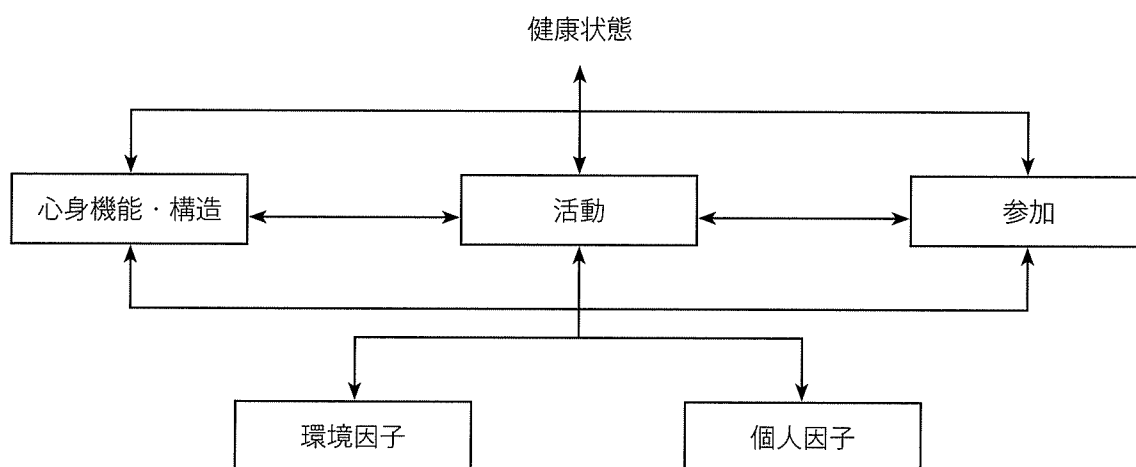 健康状態
心身機能・構造
活動
参加
環境因子
個人因子